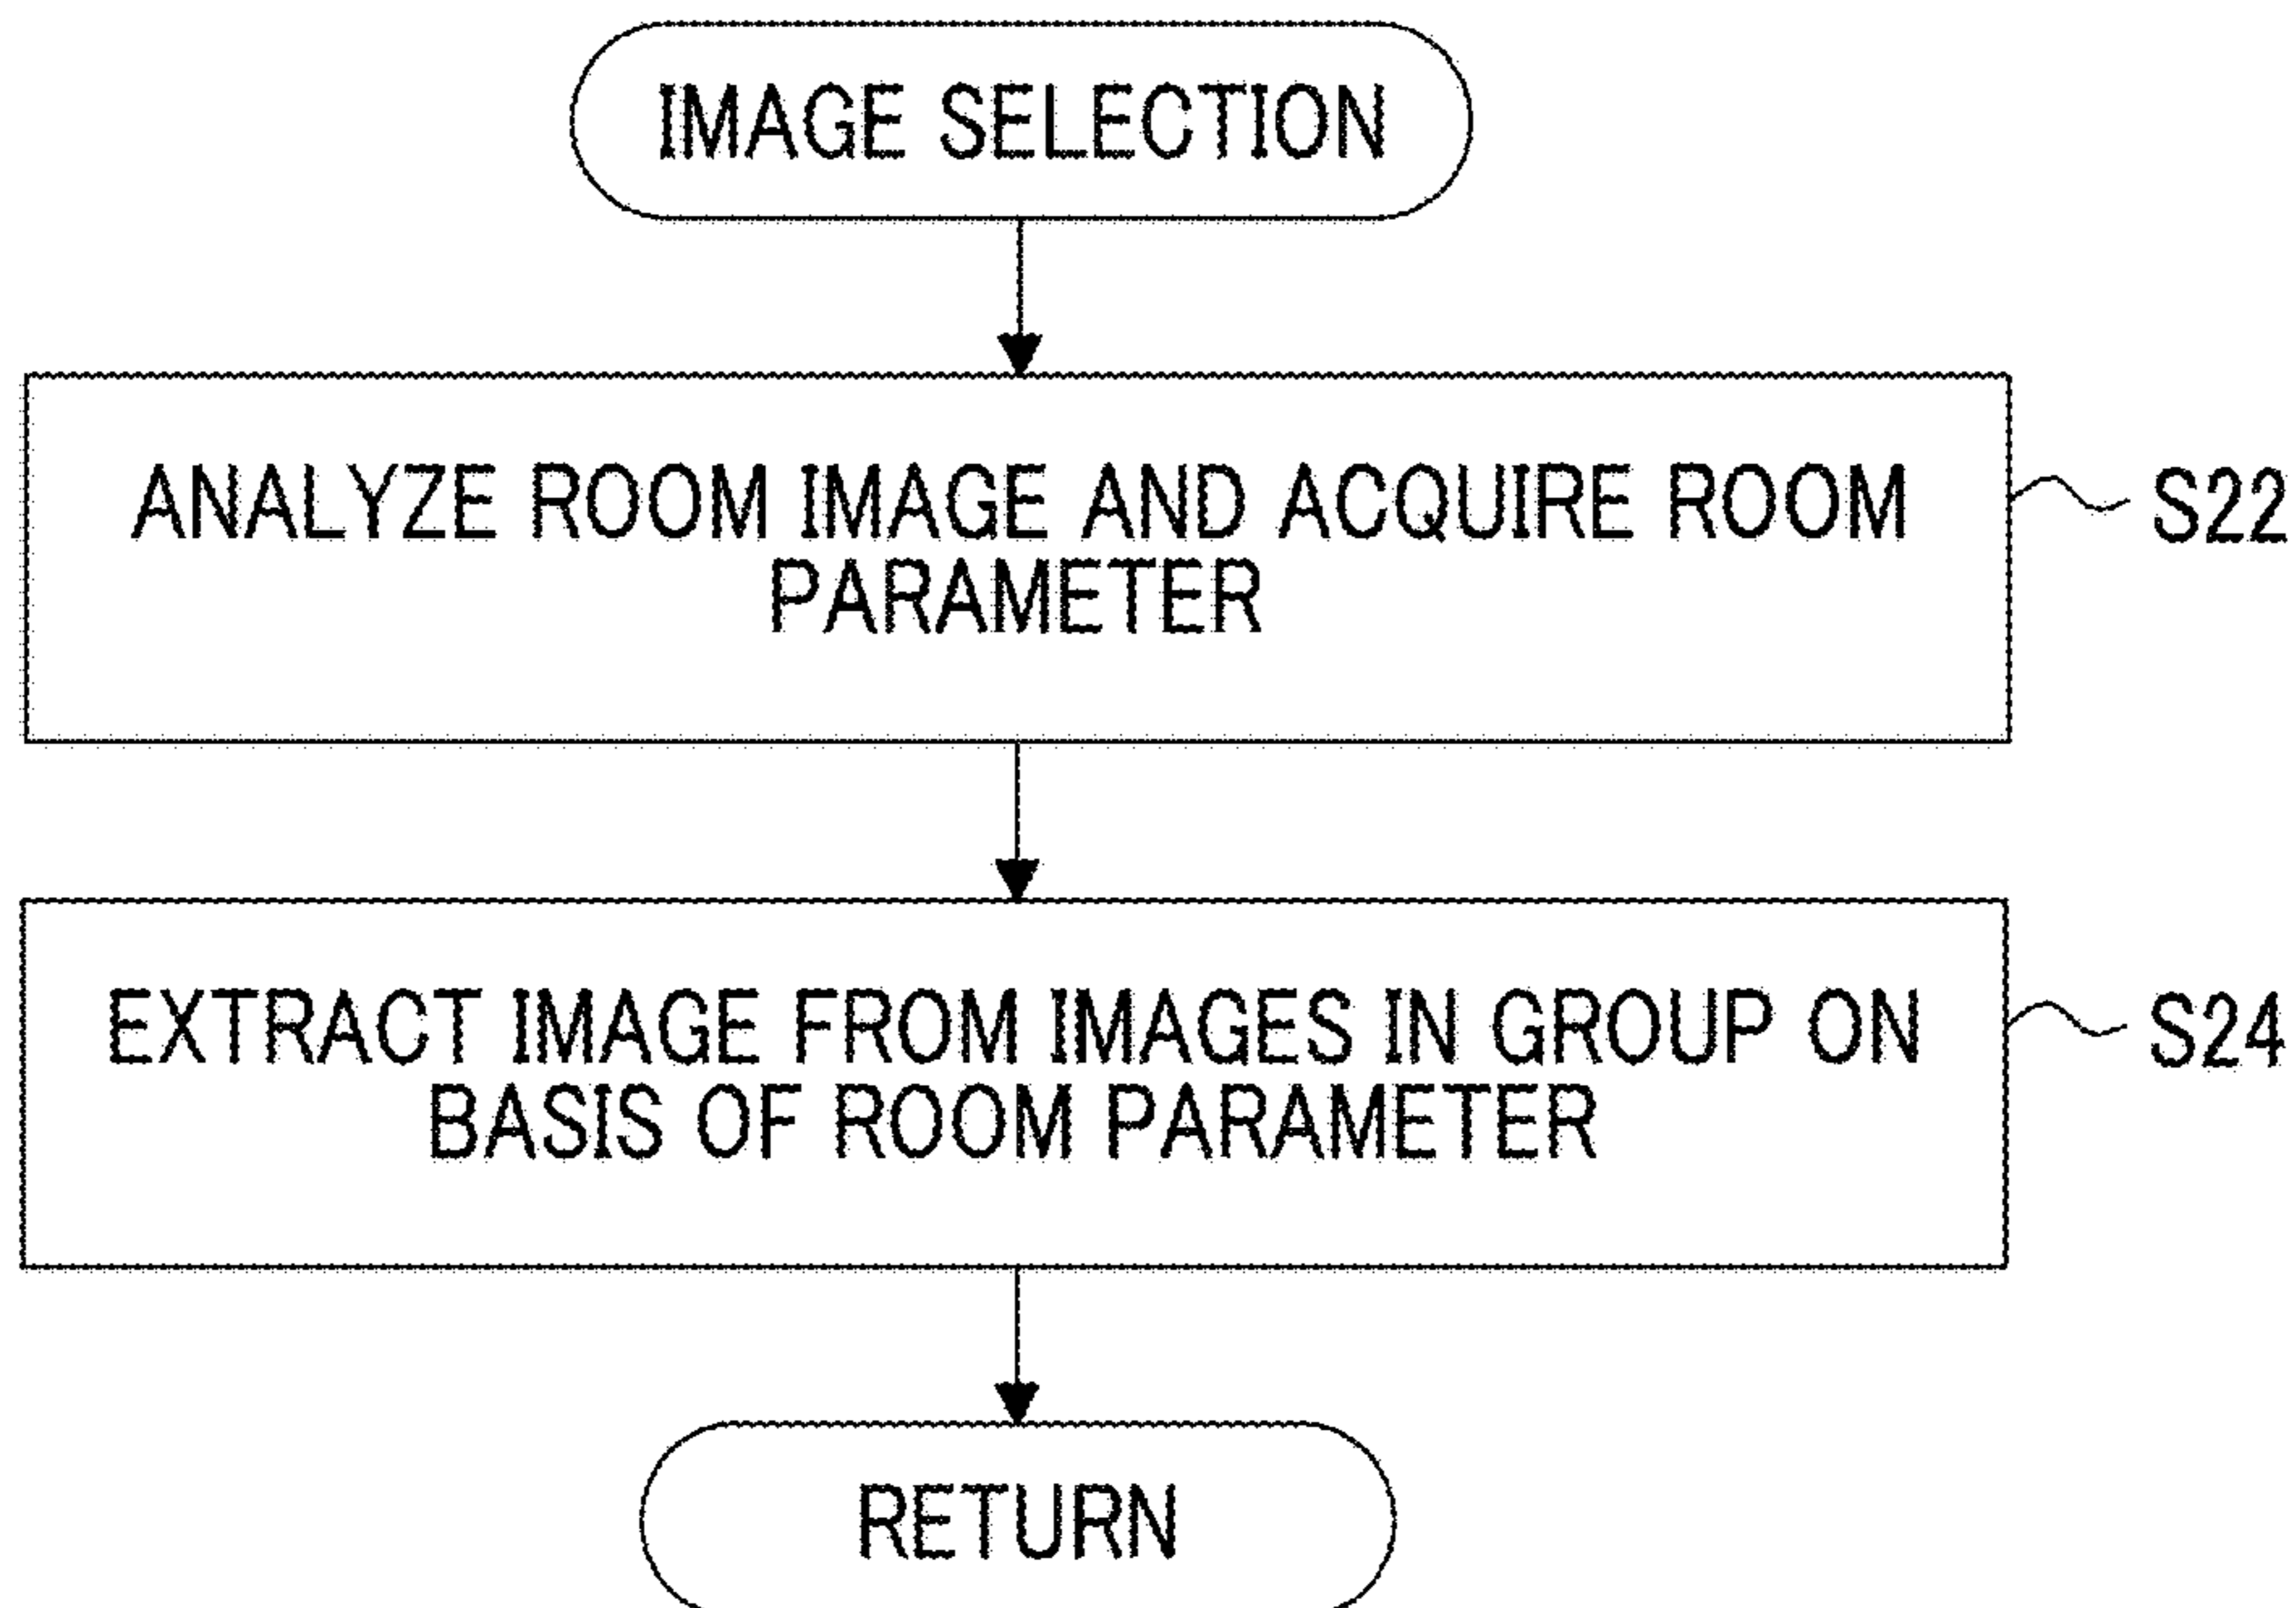 IMAGE SELECTION
ANALYZE ROOM IMAGE AND ACQUIRE ROOM
PARAMETER
S22
EXTRACT IMAGE FROM IMAGES IN GROUP ON
BASIS OF ROOM PARAMETER
S24
RETURN